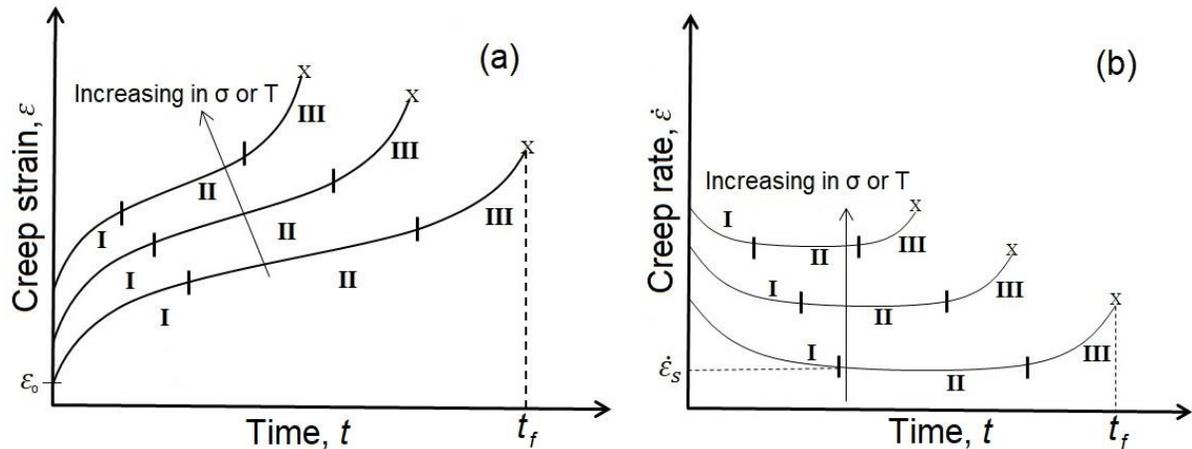 (a)
Creep strain, ε
Increasing in σ or T
x
III
II
I
x
III
II
I
x
III
II
I
ε₀
Time, t
t_f
(b)
Creep rate, ε̇
Increasing in σ or T
I
II
III
x
I
II
III
x
I
II
III
x
ε̇_s
Time, t
t_f